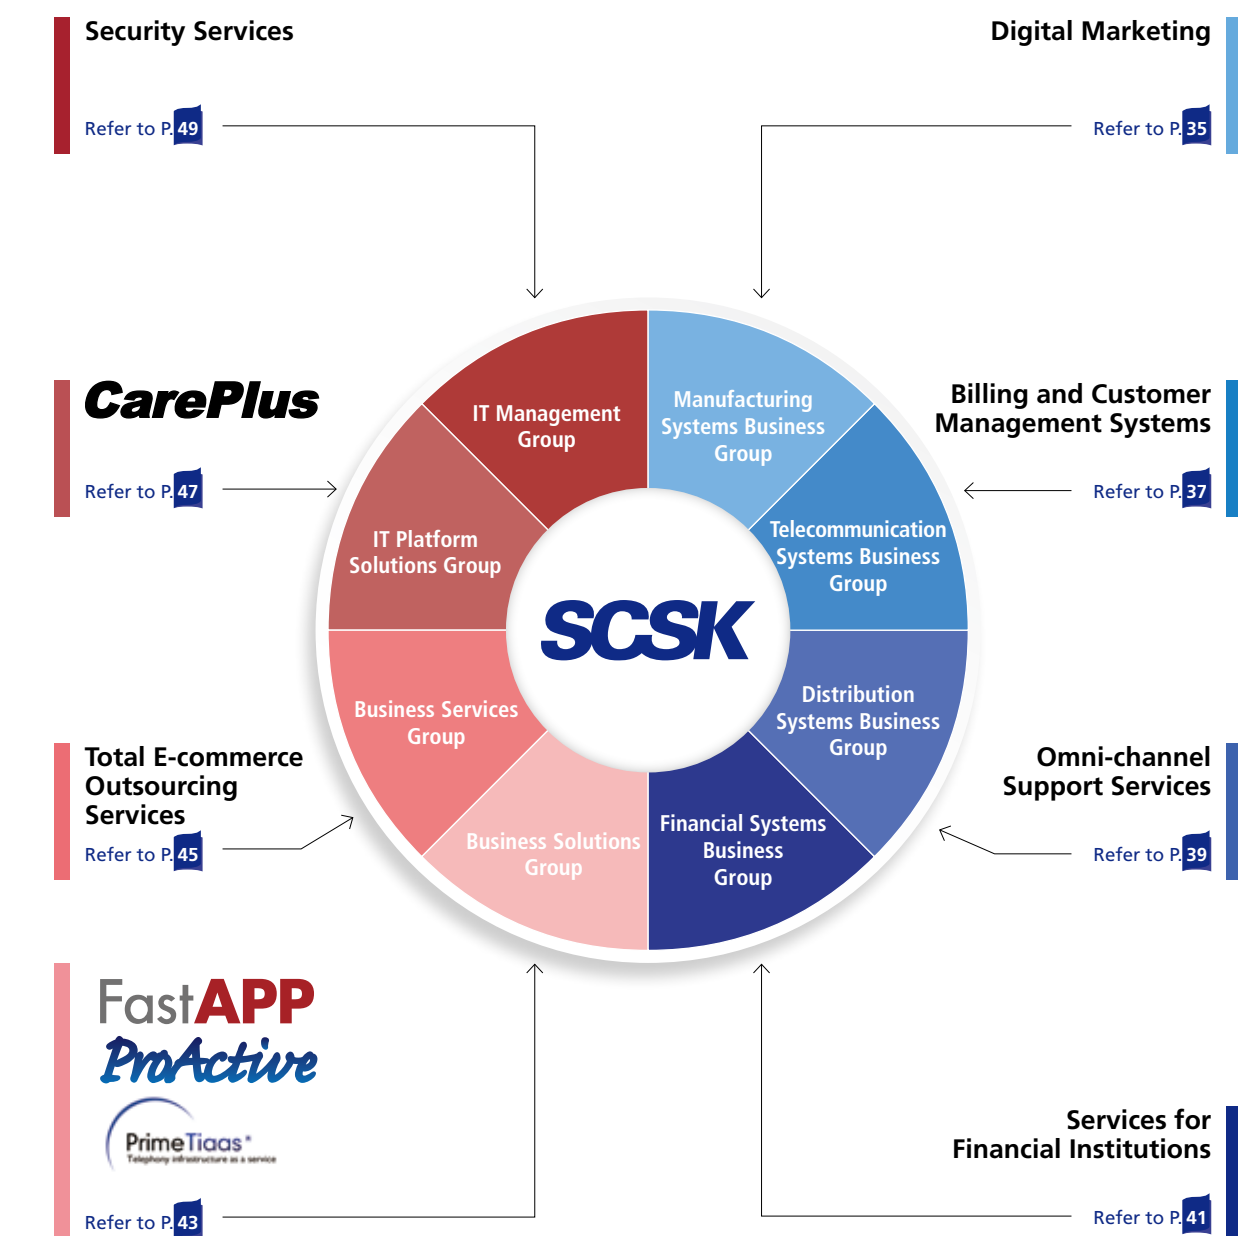 Security Services
Refer to P. 49
Digital Marketing
Refer to P. 35
CarePlus
Refer to P. 47
Billing and Customer
Management Systems
Refer to P. 37
IT Management
Group
Manufacturing
Systems Business
Group
IT Platform
Solutions Group
Telecommunication
Systems Business
Group
SCSK
Business Services
Group
Distribution
Systems Business
Group
Business Solutions
Group
Financial Systems
Business
Group
Total E-commerce
Outsourcing
Services
Refer to P. 45
Omni-channel
Support Services
Refer to P. 39
FastAPP
ProActive
PrimeTiaas
Telephony infrastructure as a service
Refer to P. 43
Services for
Financial Institutions
Refer to P. 41